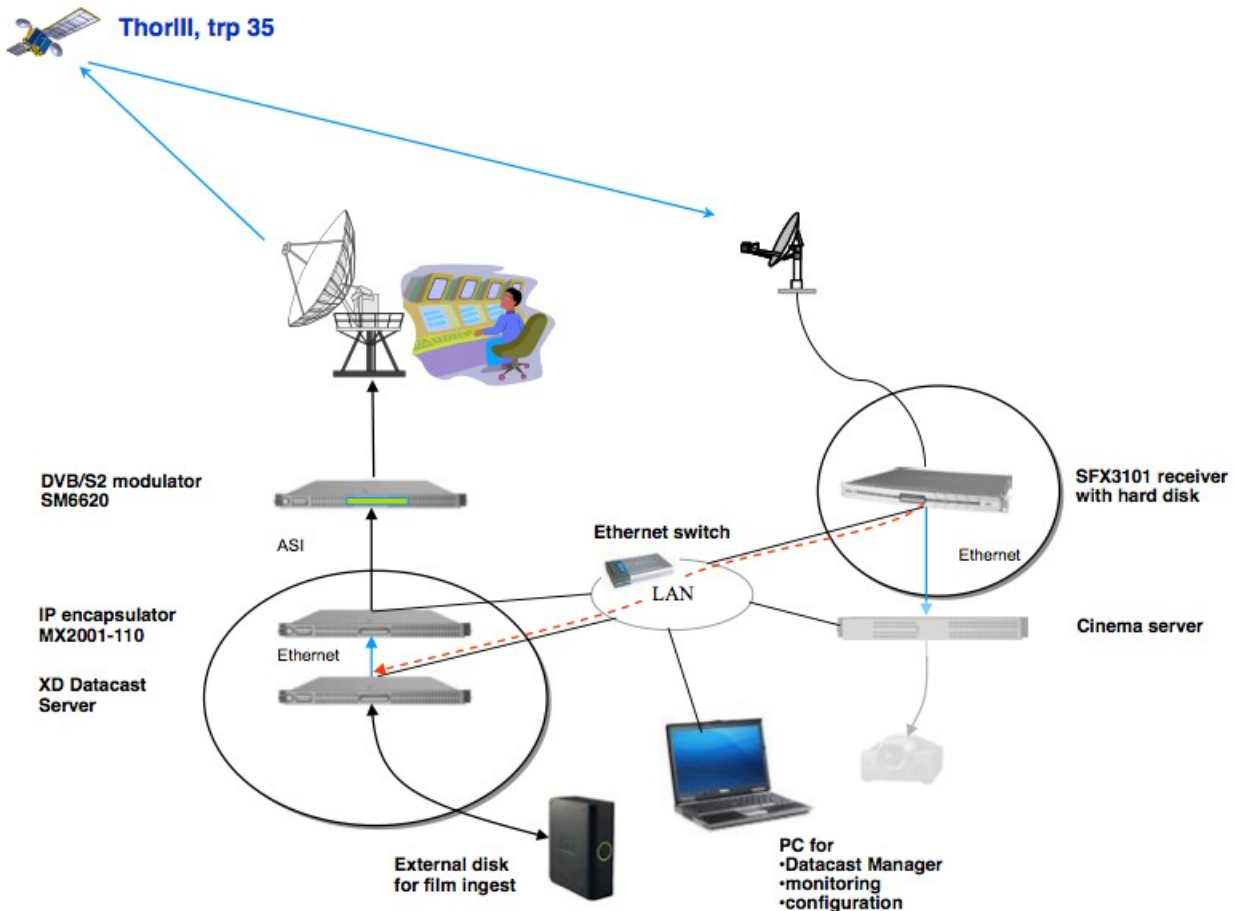 ThorIII, trp 35
DVB/S2 modulator
SM6620
SFX3101 receiver
with hard disk
Ethernet switch
ASI
Ethernet
LAN
IP encapsulator
MX2001-110
Cinema server
Ethernet
XD Datacast
Server
External disk
for film ingest
PC for
•Datacast Manager
•monitoring
•configuration